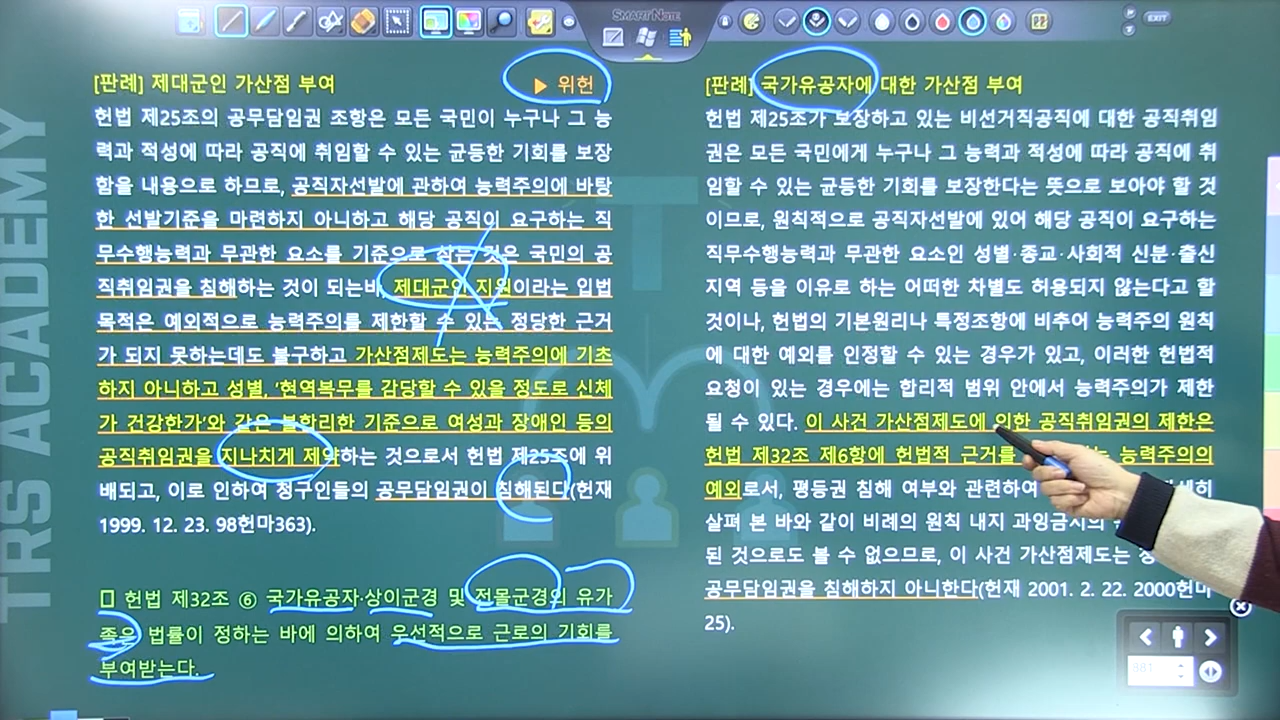 SMARTNOTE
EXIT
TRS ACADEMY
[판례] 제대군인 가산점 부여 ▶ 위헌
헌법 제25조의 공무담임권 조항은 모든 국민이 누구나 그 능
력과 적성에 따라 공직에 취임할 수 있는 균등한 기회를 보장
함을 내용으로 하므로, 공직자선발에 관하여 능력주의에 바탕
한 선발기준을 마련하지 아니하고 해당 공직이 요구하는 직
무수행능력과 무관한 요소를 기준으로 삼는 것은 국민의 공
직취임권을 침해하는 것이 되는바, 제대군인 지원이라는 입법
목적은 예외적으로 능력주의를 제한할 수 있는 정당한 근거
가 되지 못하는데도 불구하고 가산점제도는 능력주의에 기초
하지 아니하고 성별, '현역복무를 감당할 수 있을 정도로 신체
가 건강한가'와 같은 불합리한 기준으로 여성과 장애인 등의
공직취임권을 지나치게 제약하는 것으로서 헌법 제25조에 위
배되고, 이로 인하여 청구인들의 공무담임권이 침해된다(헌재
1999. 12. 23. 98헌마363).
헌법 제32조 ⑥ 국가유공자·상이군경 및 전몰군경의 유가
족은 법률이 정하는 바에 의하여 우선적으로 근로의 기회를
부여받는다.
[판례] 국가유공자에 대한 가산점 부여
헌법 제25조가 보장하고 있는 비선거직공직에 대한 공직취임
권은 모든 국민에게 누구나 그 능력과 적성에 따라 공직에 취
임할 수 있는 균등한 기회를 보장한다는 뜻으로 보아야 할 것
이므로, 원칙적으로 공직자선발에 있어 해당 공직이 요구하는
직무수행능력과 무관한 요소인 성별·종교·사회적 신분·출신
지역 등을 이유로 하는 어떠한 차별도 허용되지 않는다고 할
것이나, 헌법의 기본원리나 특정조항에 비추어 능력주의 원칙
에 대한 예외를 인정할 수 있는 경우가 있고, 이러한 헌법적
요청이 있는 경우에는 합리적 범위 안에서 능력주의가 제한
될 수 있다. 이 사건 가산점제도에 의한 공직취임권의 제한은
헌법 제32조 제6항에 헌법적 근거를 능력주의의
예외로서, 평등권 침해 여부와 관련하여
살펴 본 바와 같이 비례의 원칙 내지 과잉금지의
된 것으로도 볼 수 없으므로, 이 사건 가산점제도는
공무담임권을 침해하지 아니한다(헌재 2001. 2. 22. 2000헌마
25).
881